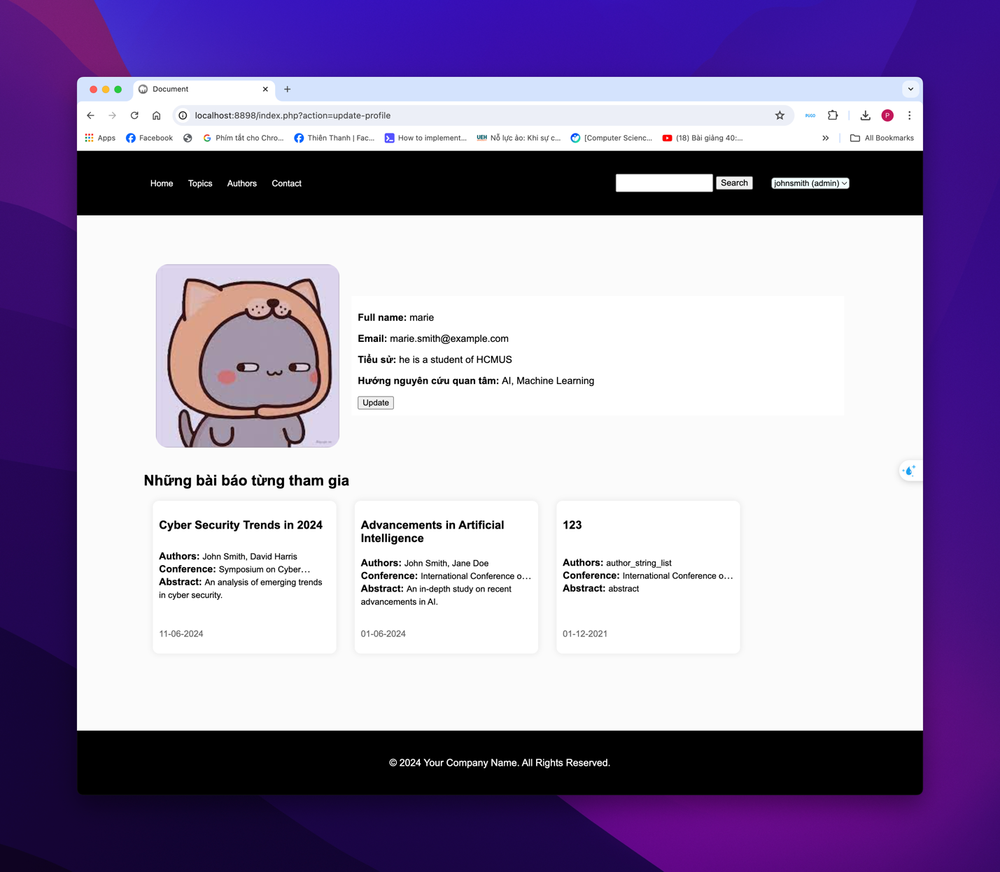 Document
localhost:8898/index.php?action=update-profile
PUGO
P
Apps
Facebook
Phím tắt cho Chro...
Thiên Thanh | Fac...
How to implement...
UEH Nỗ lực ảo: Khi sự c...
[Computer Scienc...
(18) Bài giảng 40:...
All Bookmarks
Home
Topics
Authors
Contact
Search
johnsmith (admin)
Full name: marie
Email: marie.smith@example.com
Tiểu sử: he is a student of HCMUS
Hướng nguyên cứu quan tâm: AI, Machine Learning
Update
Những bài báo từng tham gia
Cyber Security Trends in 2024
Authors: John Smith, David Harris
Conference: Symposium on Cyber...
Abstract: An analysis of emerging trends
in cyber security.
11-06-2024
Advancements in Artificial
Intelligence
Authors: John Smith, Jane Doe
Conference: International Conference o...
Abstract: An in-depth study on recent
advancements in AI.
01-06-2024
123
Authors: author_string_list
Conference: International Conference o...
Abstract: abstract
01-12-2021
© 2024 Your Company Name. All Rights Reserved.